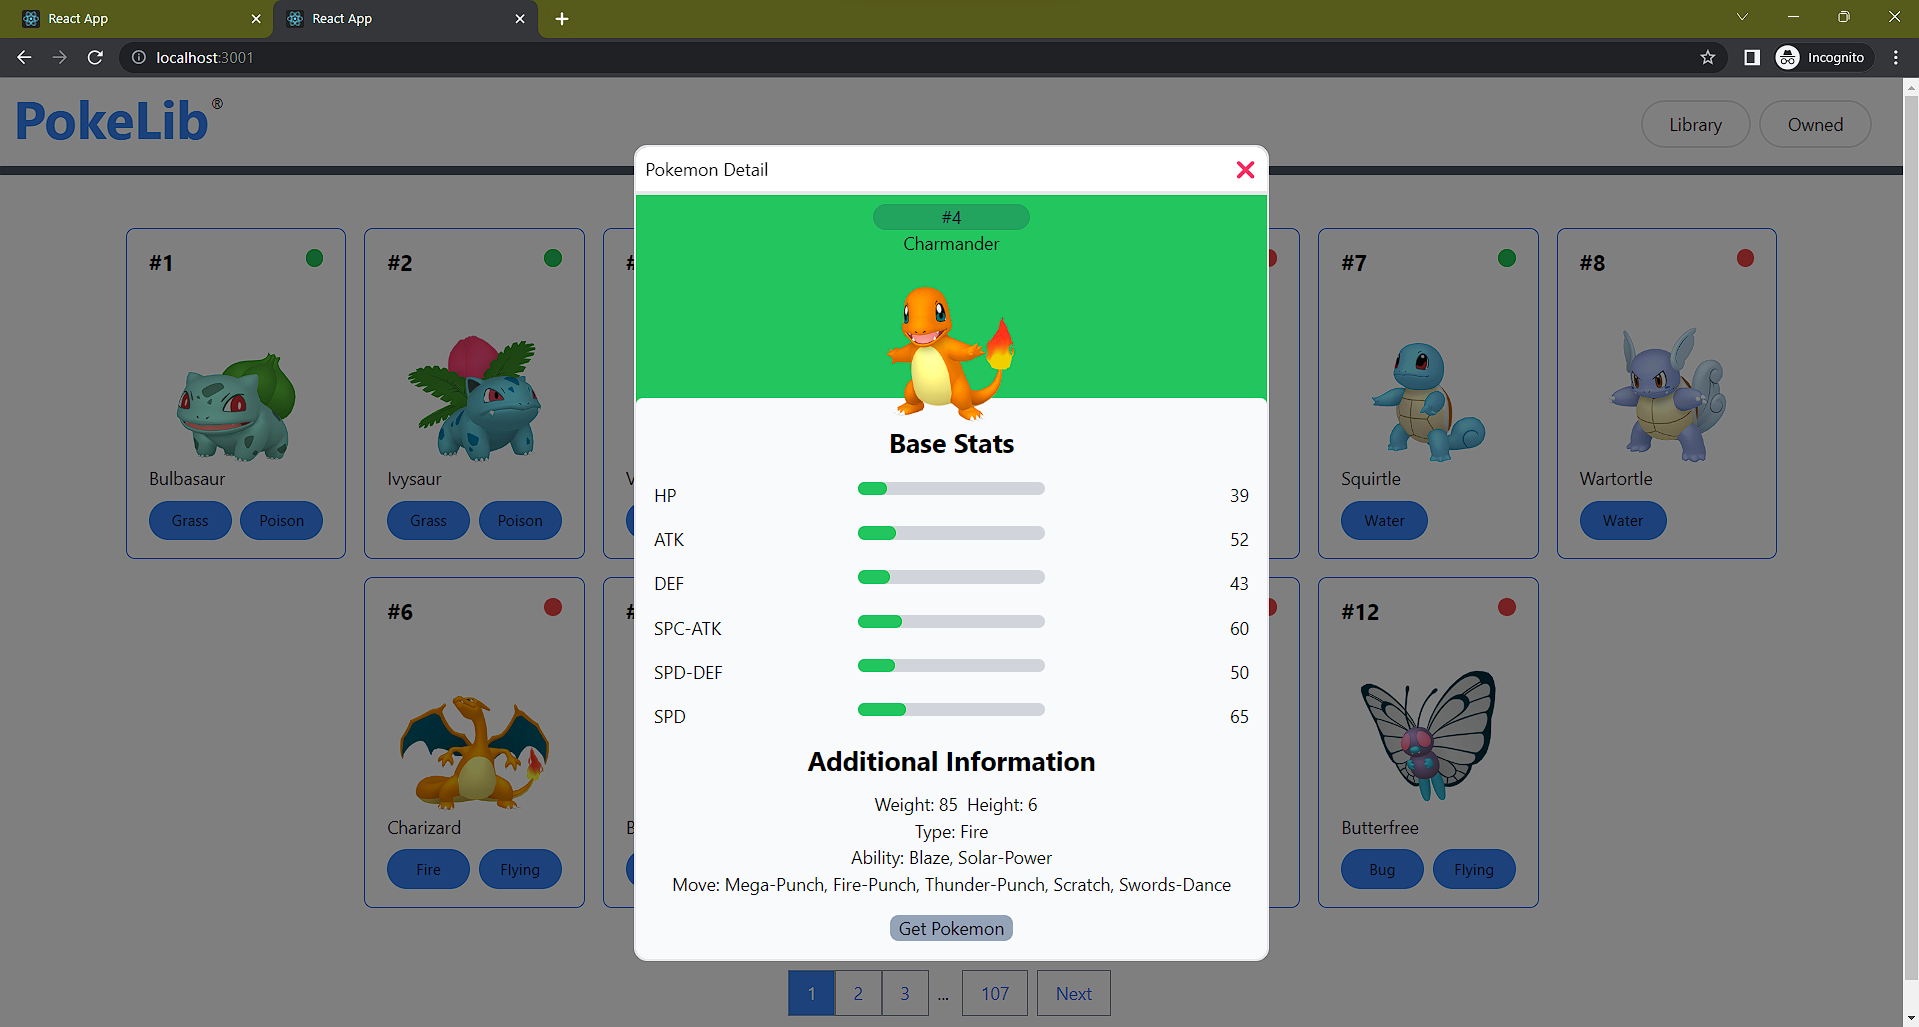 React App
React App
localhost:3001
Incognito
PokeLib®
Library
Owned
Pokemon Detail
#4
Charmander
#1
#2
#
#7
#8
Bulbasaur
Ivysaur
Squirtle
Wartortle
Grass
Poison
Grass
Poison
Water
Water
Base Stats
HP 39
ATK 52
DEF 43
SPC-ATK 60
SPD-DEF 50
SPD 65
#6
#
#12
Charizard
Butterfree
Fire
Flying
Bug
Flying
Additional Information
Weight: 85 Height: 6
Type: Fire
Ability: Blaze, Solar-Power
Move: Mega-Punch, Fire-Punch, Thunder-Punch, Scratch, Swords-Dance
Get Pokemon
1 2 3 ... 107 Next